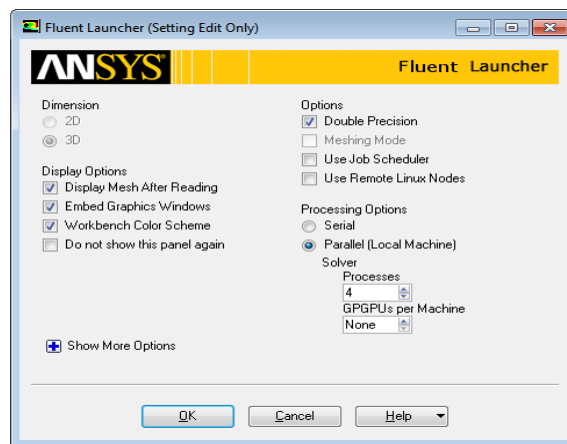 Fluent Launcher (Setting Edit Only)
ANSYS®
Fluent Launcher
Dimension
2D
3D
Display Options
Display Mesh After Reading
Embed Graphics Windows
Workbench Color Scheme
Do not show this panel again
Options
Double Precision
Meshing Mode
Use Job Scheduler
Use Remote Linux Nodes
Processing Options
Serial
Parallel (Local Machine)
Solver
Processes
4
GPGPUs per Machine
None
Show More Options
OK
Cancel
Help